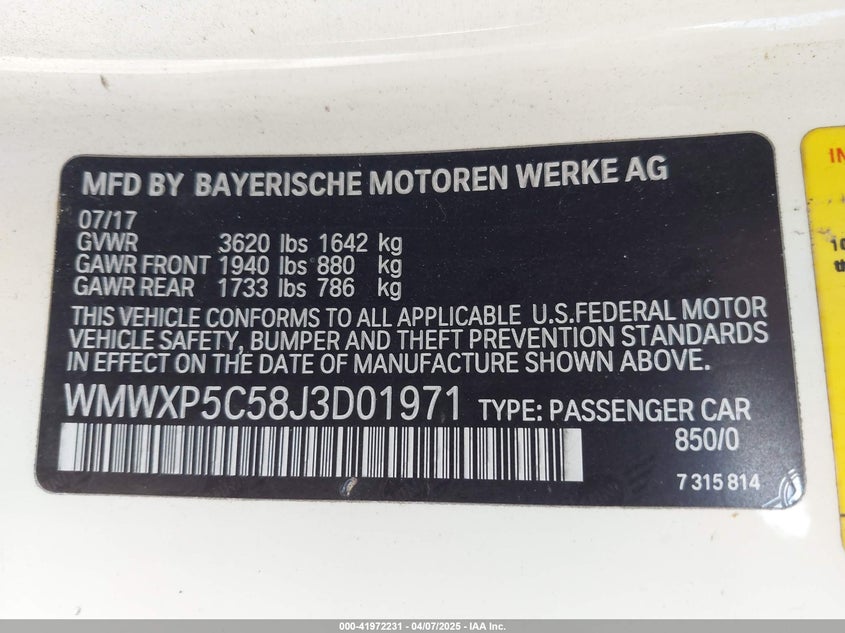 MFD BY BAYERISCHE MOTOREN WERKE AG
07/17
GVWR 3620 lbs 1642 kg
GAWR FRONT 1940 lbs 880 kg
GAWR REAR 1733 lbs 786 kg
THIS VEHICLE CONFORMS TO ALL APPLICABLE U.S.FEDERAL MOTOR
VEHICLE SAFETY, BUMPER AND THEFT PREVENTION STANDARDS
IN EFFECT ON THE DATE OF MANUFACTURE SHOWN ABOVE.
WMWXP5C58J3D01971 TYPE: PASSENGER CAR
850/0
7 315 814
000-41972231 - 04/07/2025 - IAA Inc.